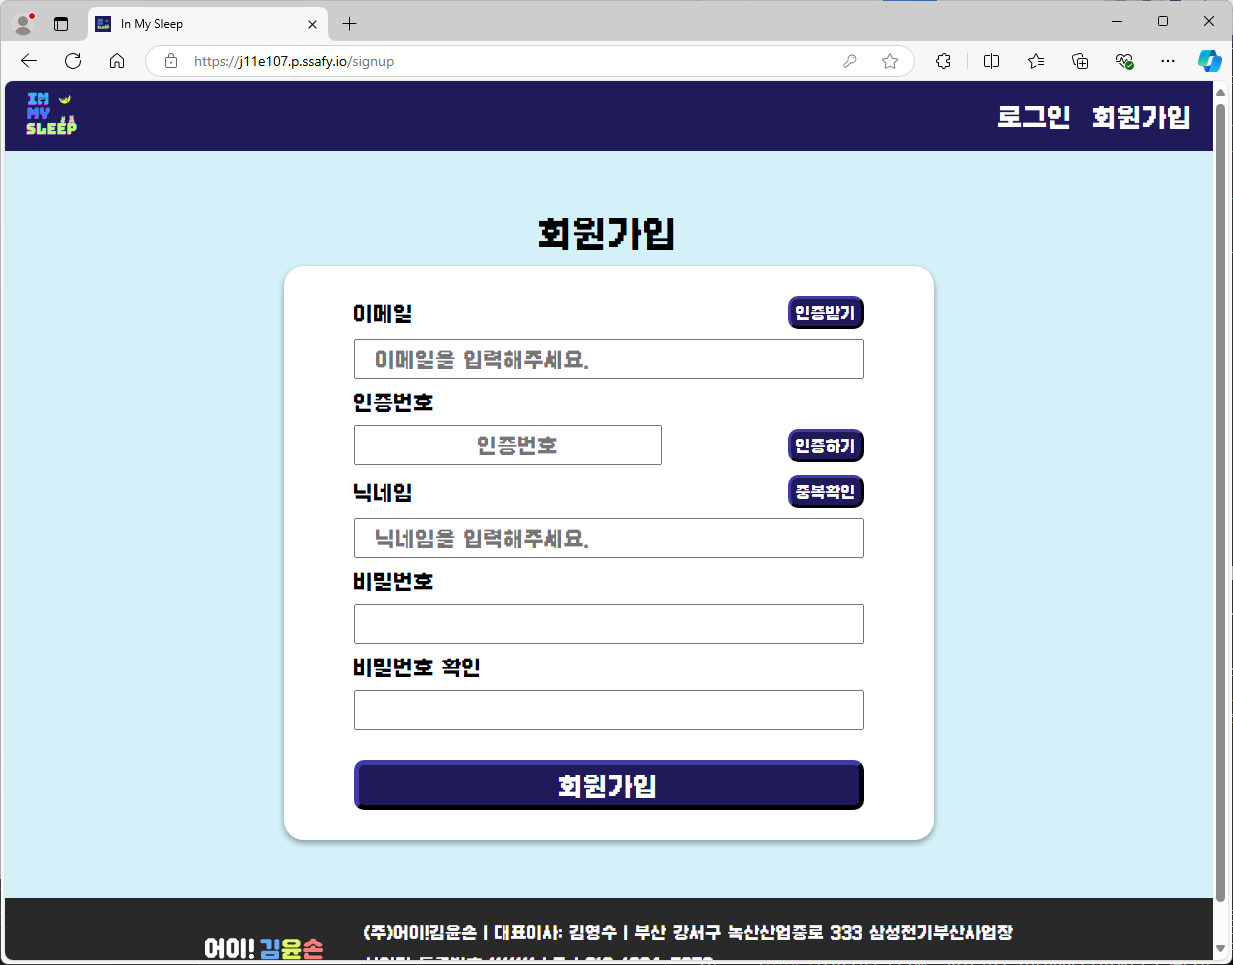 In My Sleep
https://j11e107.p.ssafy.io/signup
IM MY SLEEP
로그인 회원가입
회원가입
이메일 인증받기
이메일을 입력해주세요.
인증번호
인증번호 인증하기
닉네임 중복확인
닉네임을 입력해주세요.
비밀번호
비밀번호 확인
회원가입
어이! 김윤손
(주)어이!김윤손 | 대표이사: 김영수 | 부산 강서구 녹산산업중로 333 삼성전기부산사업장